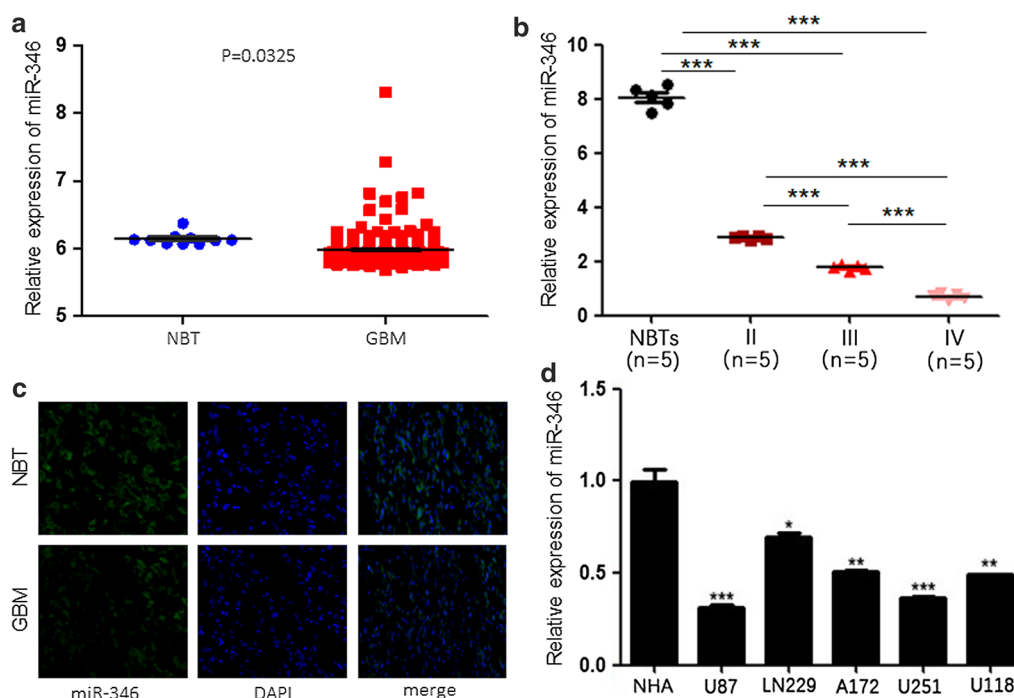 a
Relative expression of miR-346
9
8
7
6
5
P=0.0325
NBT
GBM
b
Relative expression of miR-346
10
8
6
4
2
0
***
***
***
***
***
***
NBTs
(n=5)
II
(n=5)
III
(n=5)
IV
(n=5)
c
NBT
GBM
miR-346
DAPI
merge
d
Relative expression of miR-346
1.5
1.0
0.5
0.0
***
*
**
***
**
NHA
U87
LN229
A172
U251
U118